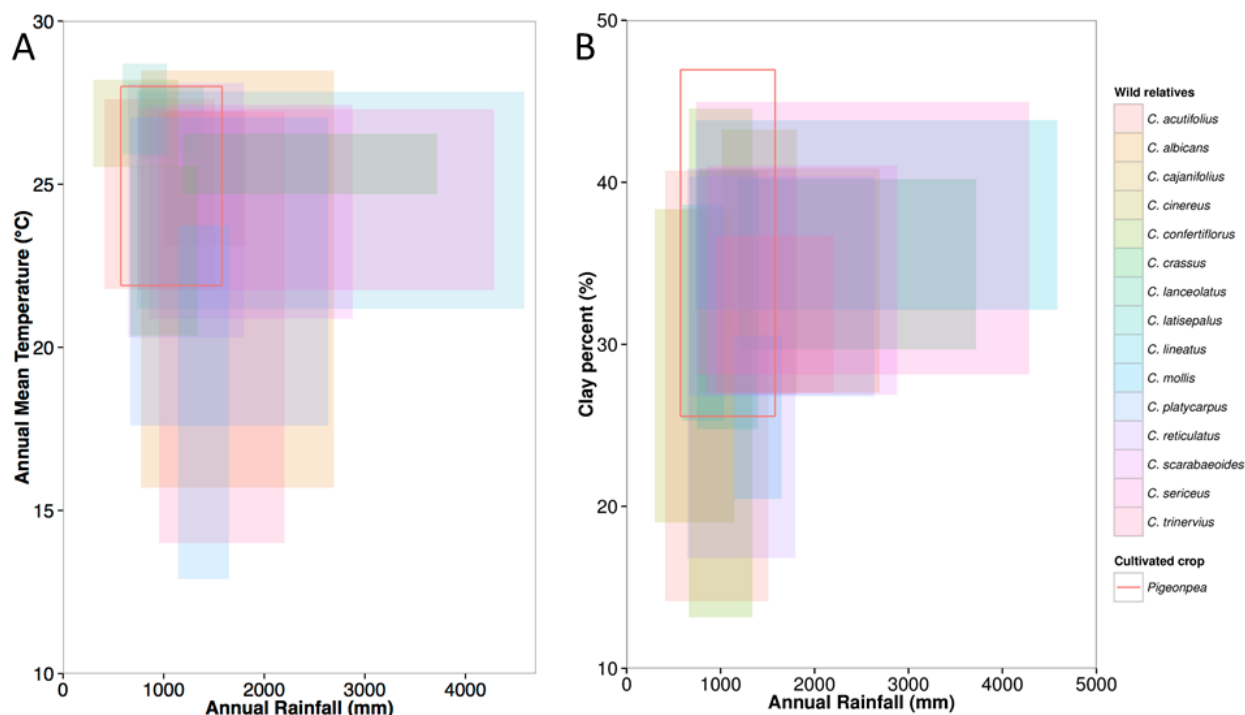 A
30
25
20
15
10
Annual Mean Temperature (°C)
0 1000 2000 3000 4000
Annual Rainfall (mm)
B
50
40
30
20
10
Clay percent (%)
0 1000 2000 3000 4000 5000
Annual Rainfall (mm)
Wild relatives
C. acutifolius
C. albicans
C. cajanifolius
C. cinereus
C. confertiflorus
C. crassus
C. lanceolatus
C. latisepalus
C. lineatus
C. mollis
C. platycarpus
C. reticulatus
C. scarabaeoides
C. sericeus
C. trinervius
Cultivated crop
Pigeonpea